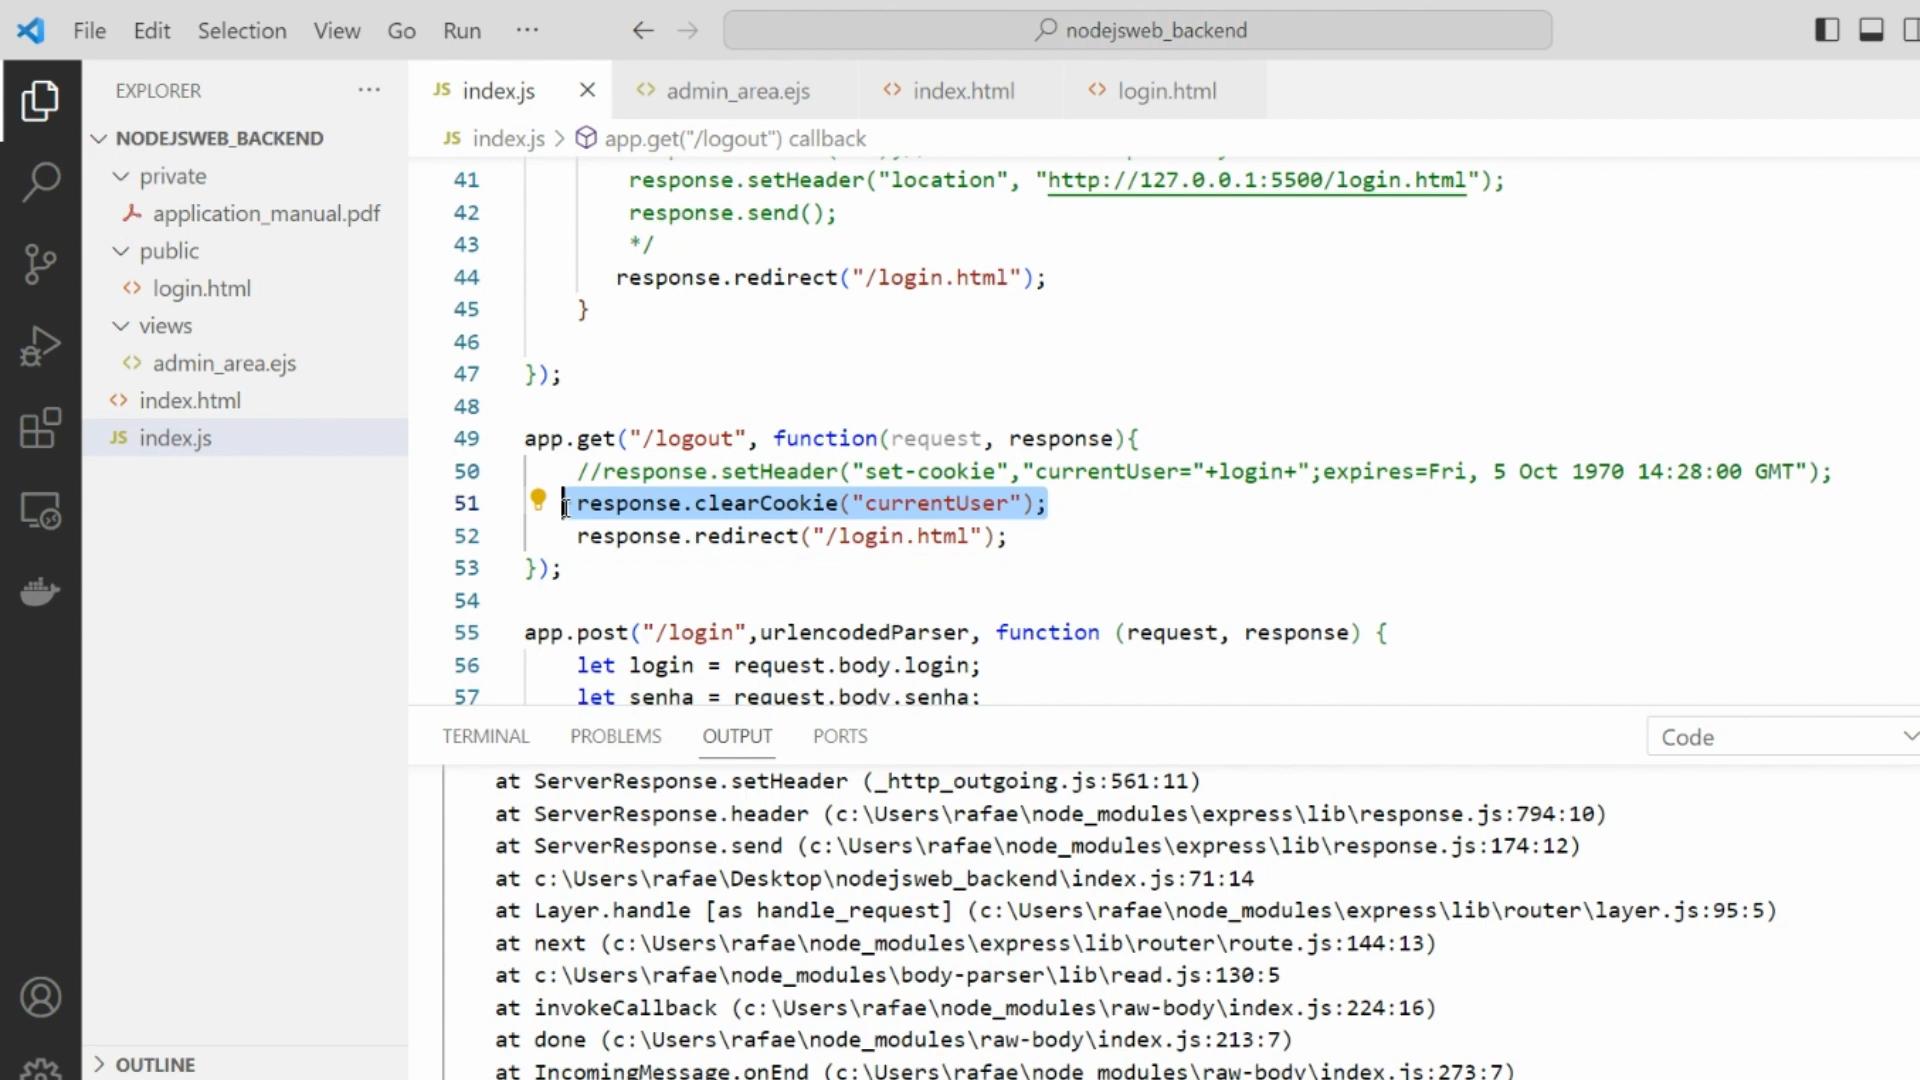 File Edit Selection View Go Run ··· nodejsweb_backend
EXPLORER ···
NODEJSWEB_BACKEND
private
application_manual.pdf
public
login.html
views
admin_area.ejs
index.html
JS index.js
OUTLINE
JS index.js admin_area.ejs index.html login.html
JS index.js > app.get("/logout") callback
41 response.setHeader("location", "http://127.0.0.1:5500/login.html");
42 response.send();
43 */
44 response.redirect("/login.html");
45 }
46
47 });
48
49 app.get("/logout", function(request, response){
50 //response.setHeader("set-cookie","currentUser="+login+";expires=Fri, 5 Oct 1970 14:28:00 GMT");
51 response.clearCookie("currentUser");
52 response.redirect("/login.html");
53 });
54
55 app.post("/login",urlencodedParser, function (request, response) {
56 let login = request.body.login;
57 let senha = request.body.senha;
TERMINAL PROBLEMS OUTPUT PORTS Code
at ServerResponse.setHeader (_http_outgoing.js:561:11)
at ServerResponse.header (c:\Users\rafae\node_modules\express\lib\response.js:794:10)
at ServerResponse.send (c:\Users\rafae\node_modules\express\lib\response.js:174:12)
at c:\Users\rafae\Desktop\nodejsweb_backend\index.js:71:14
at Layer.handle [as handle_request] (c:\Users\rafae\node_modules\express\lib\router\layer.js:95:5)
at next (c:\Users\rafae\node_modules\express\lib\router\route.js:144:13)
at c:\Users\rafae\node_modules\body-parser\lib\read.js:130:5
at invokeCallback (c:\Users\rafae\node_modules\raw-body\index.js:224:16)
at done (c:\Users\rafae\node_modules\raw-body\index.js:213:7)
at IncomingMessage.onEnd (c:\Users\rafae\node_modules\raw-body\index.js:273:7)